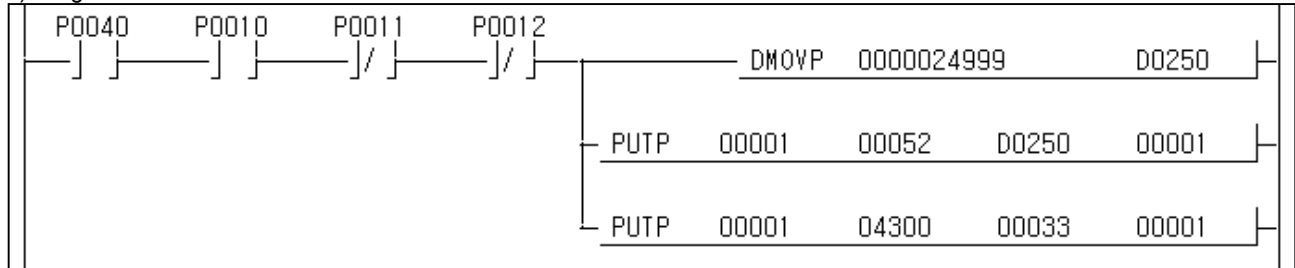 P0040 P0010 P0011 P0012
DMOVP 0000024999 D0250
PUTP 00001 00052 D0250 00001
PUTP 00001 04300 00033 00001